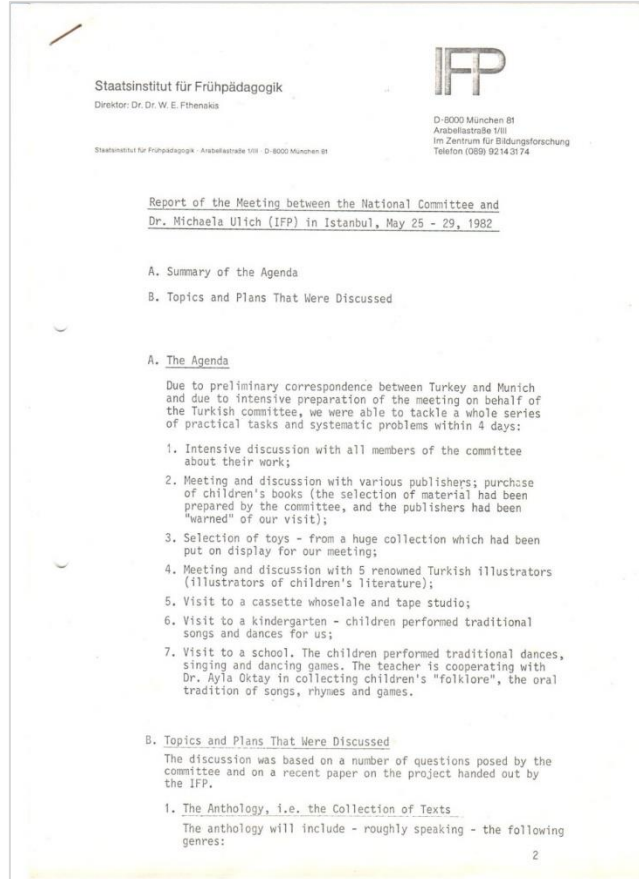 IFP
Staatsinstitut für Frühpädagogik
Direktor: Dr. Dr. W. E. Fthenakis
D-8000 München 81
Arabellastraße 1/III
Im Zentrum für Bildungsforschung
Telefon (089) 92143174
Staatsinstitut für Frühpädagogik · Arabellastraße 1/III · D-8000 München 81
Report of the Meeting between the National Committee and
Dr. Michaela Ulich (IFP) in Istanbul, May 25 - 29, 1982
A. Summary of the Agenda
B. Topics and Plans That Were Discussed
A. The Agenda
Due to preliminary correspondence between Turkey and Munich
and due to intensive preparation of the meeting on behalf of
the Turkish committee, we were able to tackle a whole series
of practical tasks and systematic problems within 4 days:
1. Intensive discussion with all members of the committee
about their work;
2. Meeting and discussion with various publishers; purchase
of children's books (the selection of material had been
prepared by the committee, and the publishers had been
"warned" of our visit);
3. Selection of toys - from a huge collection which had been
put on display for our meeting;
4. Meeting and discussion with 5 renowned Turkish illustrators
(illustrators of children's literature);
5. Visit to a cassette whoselale and tape studio;
6. Visit to a kindergarten - children performed traditional
songs and dances for us;
7. Visit to a school. The children performed traditional dances,
singing and dancing games. The teacher is cooperating with
Dr. Ayla Oktay in collecting children's "folklore", the oral
tradition of songs, rhymes and games.
B. Topics and Plans That Were Discussed
The discussion was based on a number of questions posed by the
committee and on a recent paper on the project handed out by
the IFP.
1. The Anthology, i.e. the Collection of Texts
The anthology will include - roughly speaking - the following
genres:
2